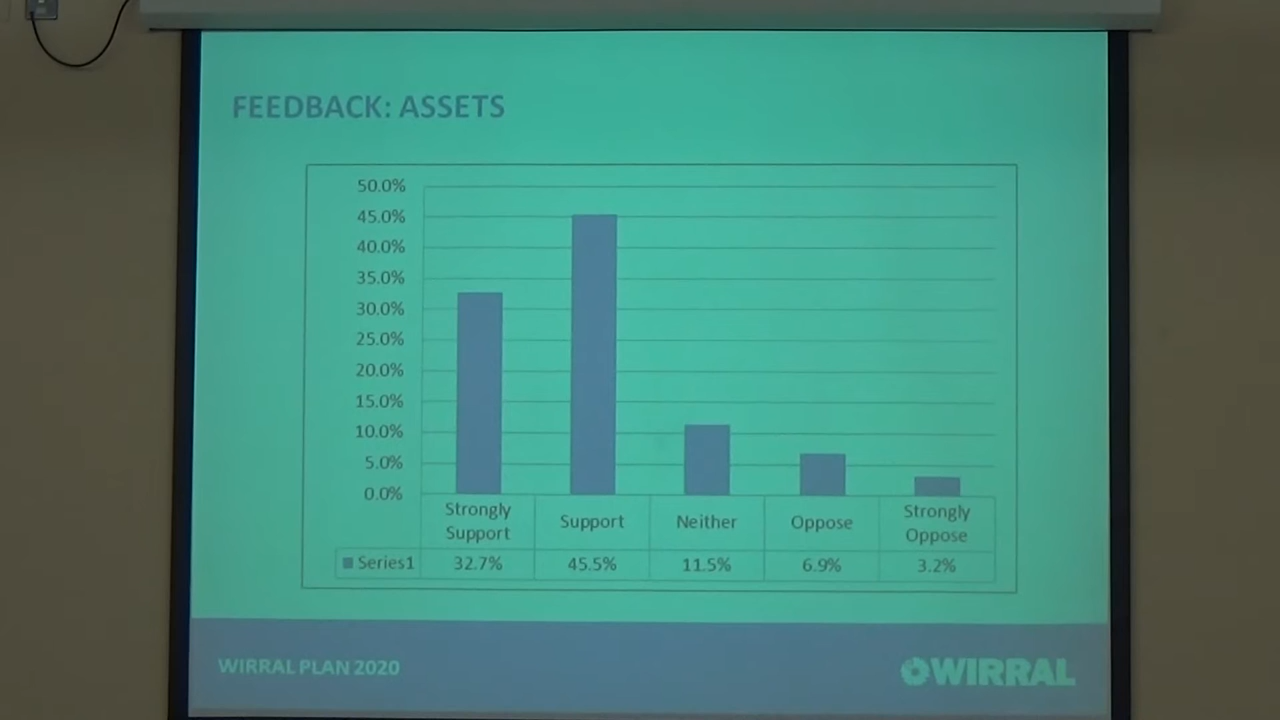 FEEDBACK: ASSETS
50.0%
45.0%
40.0%
35.0%
30.0%
25.0%
20.0%
15.0%
10.0%
5.0%
0.0%
Strongly Support
Support
Neither
Oppose
Strongly Oppose
Series1 32.7% 45.5% 11.5% 6.9% 3.2%
WIRRAL PLAN 2020
WIRRAL